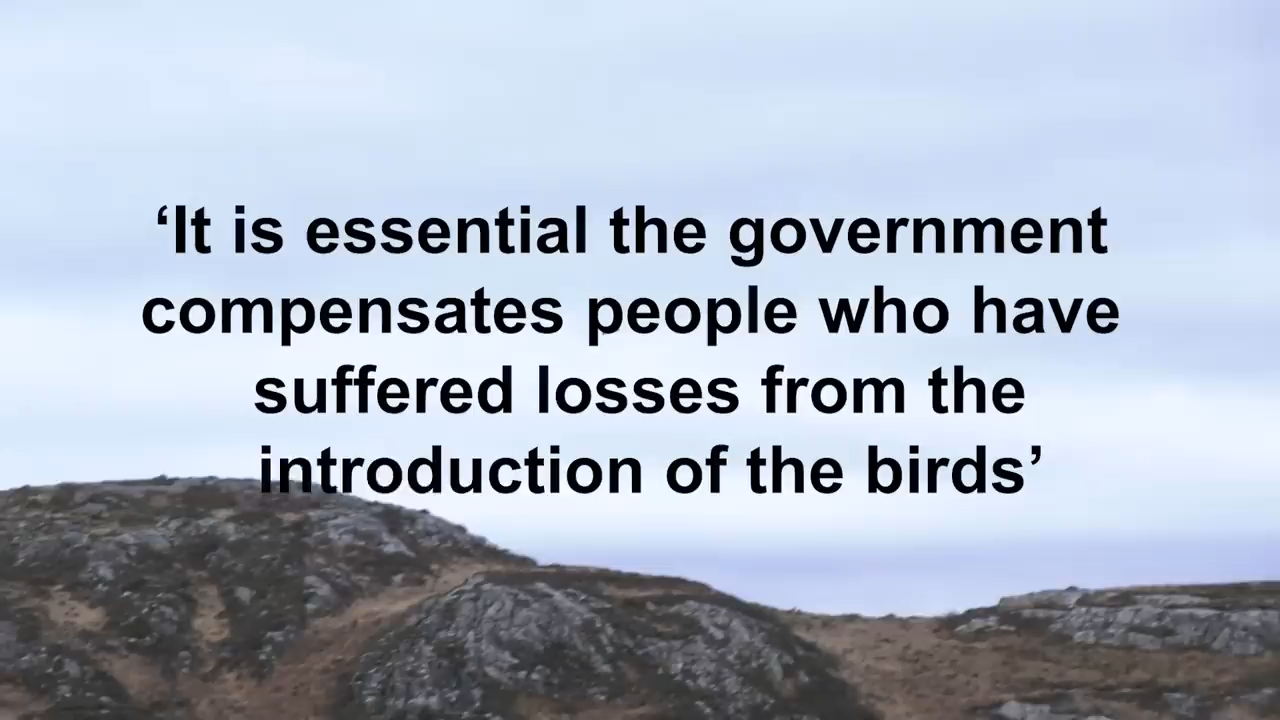 ‘It is essential the government
compensates people who have
suffered losses from the
introduction of the birds’